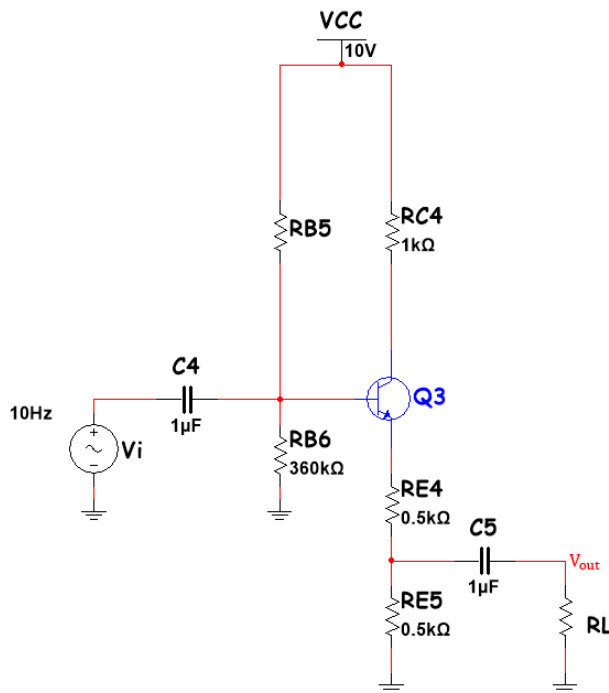 VCC
10V
RB5
RC4
1kΩ
C4
1µF
Q3
10Hz
Vi
RB6
360kΩ
RE4
0.5kΩ
C5
1µF
Vout
RE5
0.5kΩ
RL